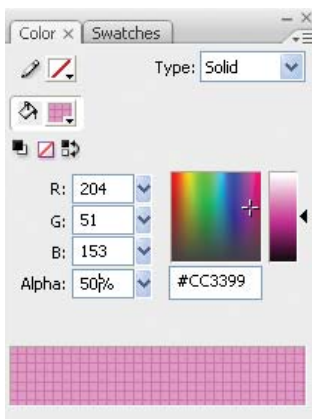 Color × Swatches
Type: Solid
R: 204
G: 51
B: 153
Alpha: 50%
#CC3399